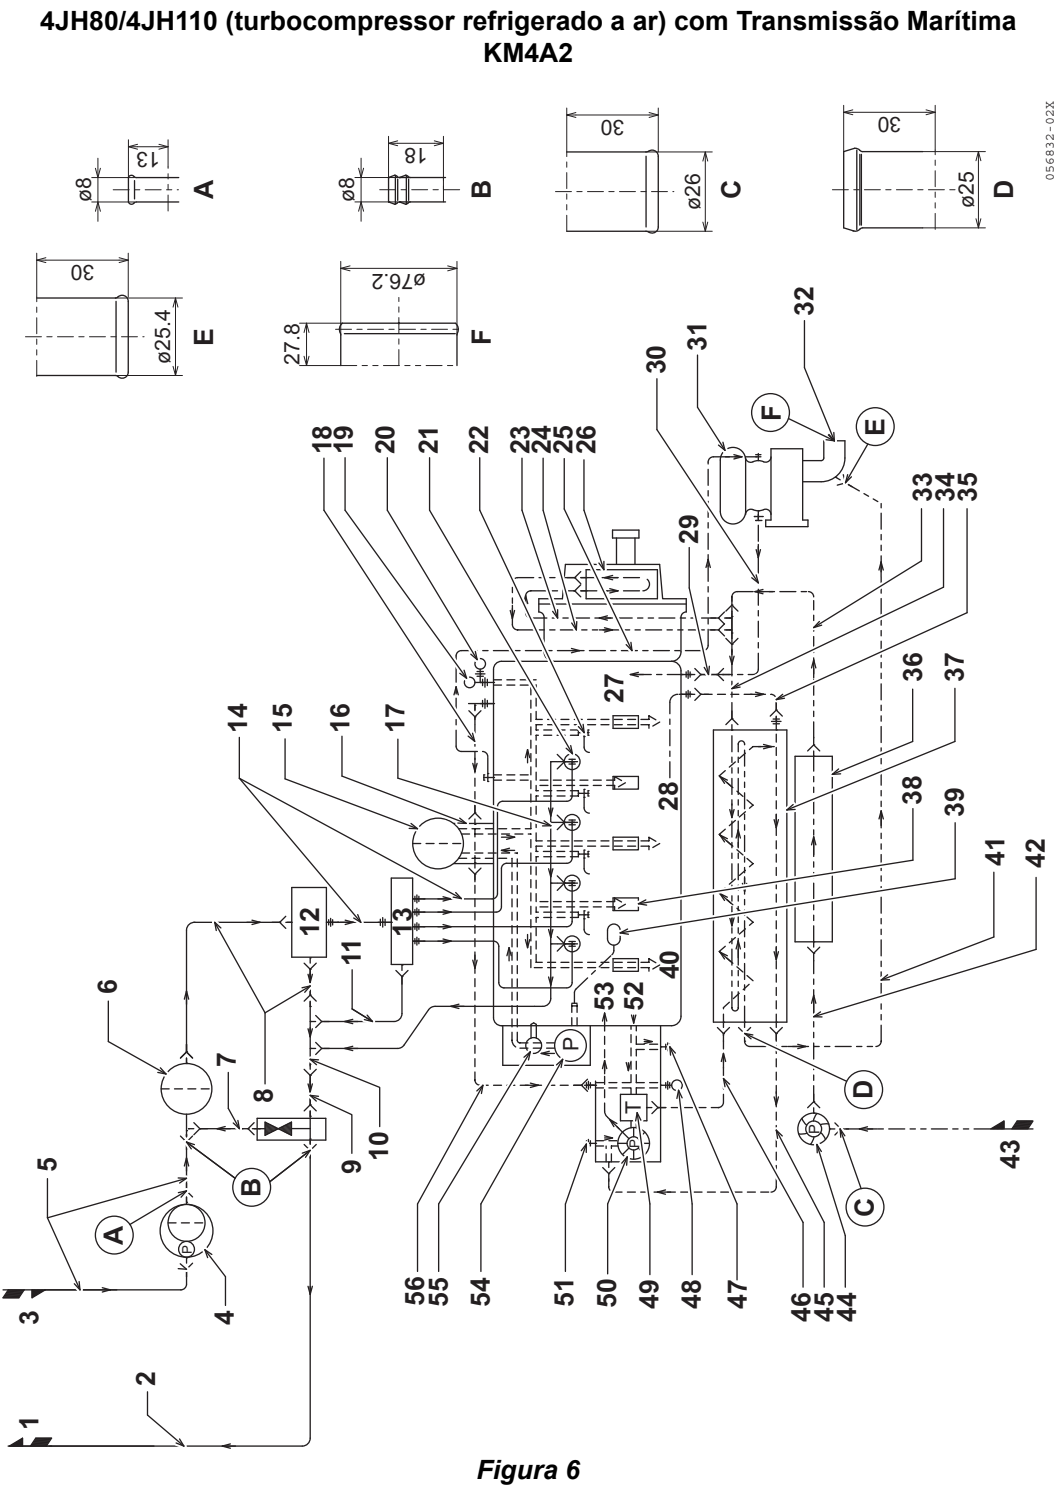 4JH80/4JH110 (turbocompressor refrigerado a ar) com Transmissão Marítima
KM4A2
ø8
13
A
ø8
18
B
30
ø26
C
30
ø25
D
056832-02X
30
ø25.4
E
27.8
ø76.2
F
1
2
3
4
5
6
7
8
9
10
11
12
13
14
15
16
17
18
19
20
21
22
23
24
25
26
27
28
29
30
31
32
33
34
35
36
37
38
39
40
41
42
43
44
45
46
47
48
49
50
51
52
53
54
55
56
A
B
C
D
E
F
P
P
P
P
T
Figura 6